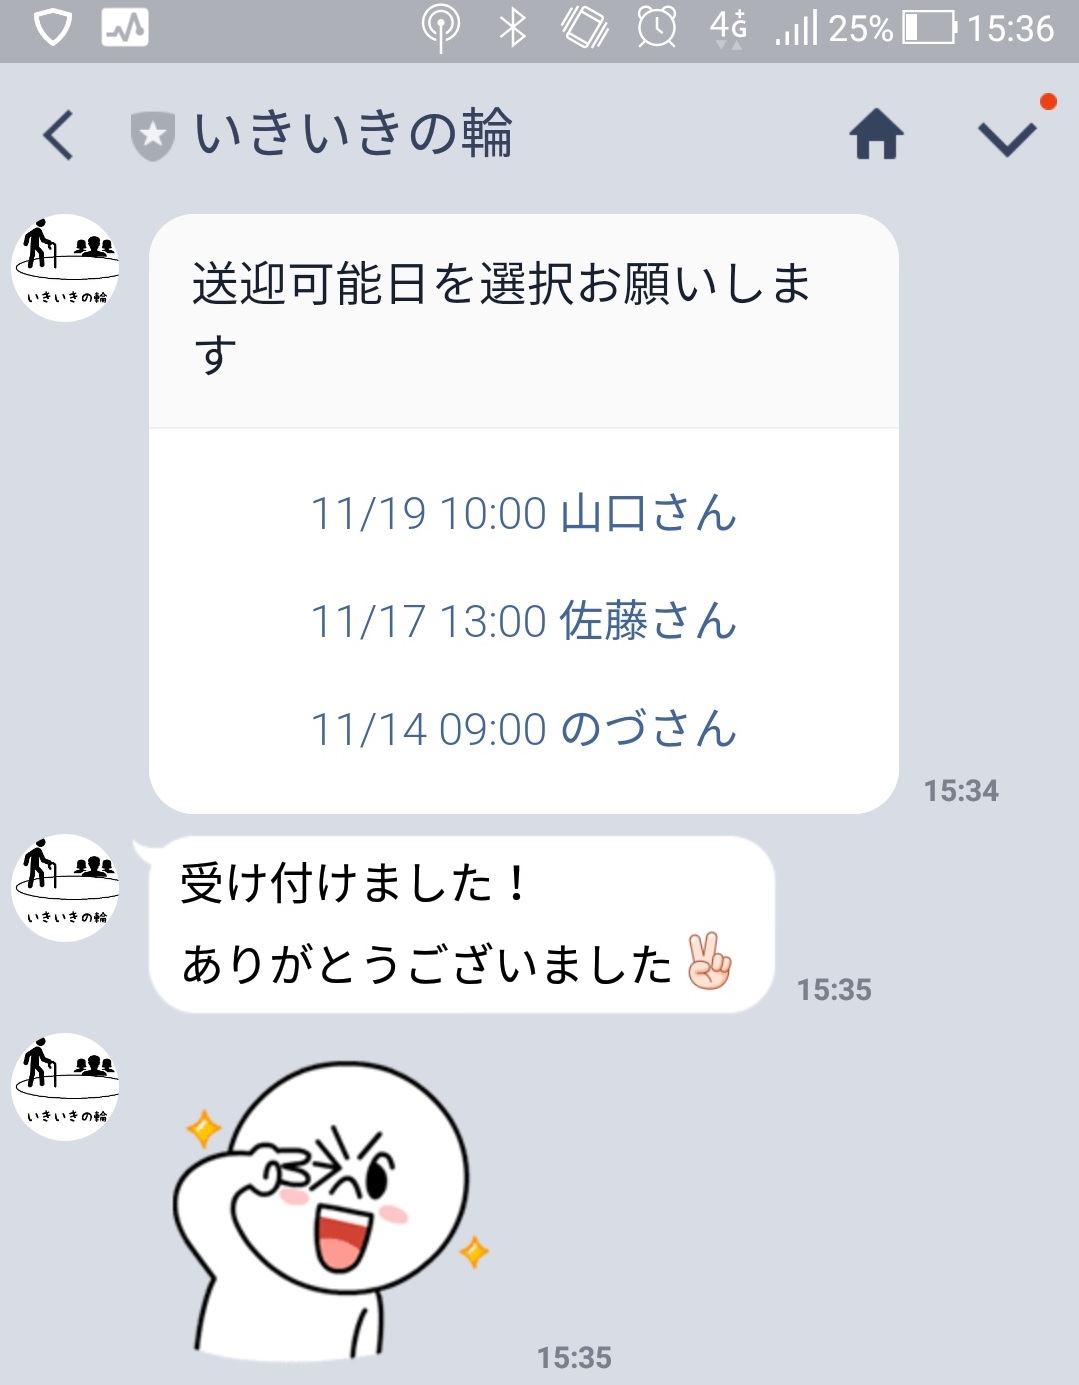 4G+ 25% 15:36
いきいきの輪
送迎可能日を選択お願いしま
す
いきいきの輪
11/19 10:00 山口さん
11/17 13:00 佐藤さん
11/14 09:00 のづさん
15:34
受け付けました！
ありがとうございました✌
いきいきの輪
15:35
いきいきの輪
15:35